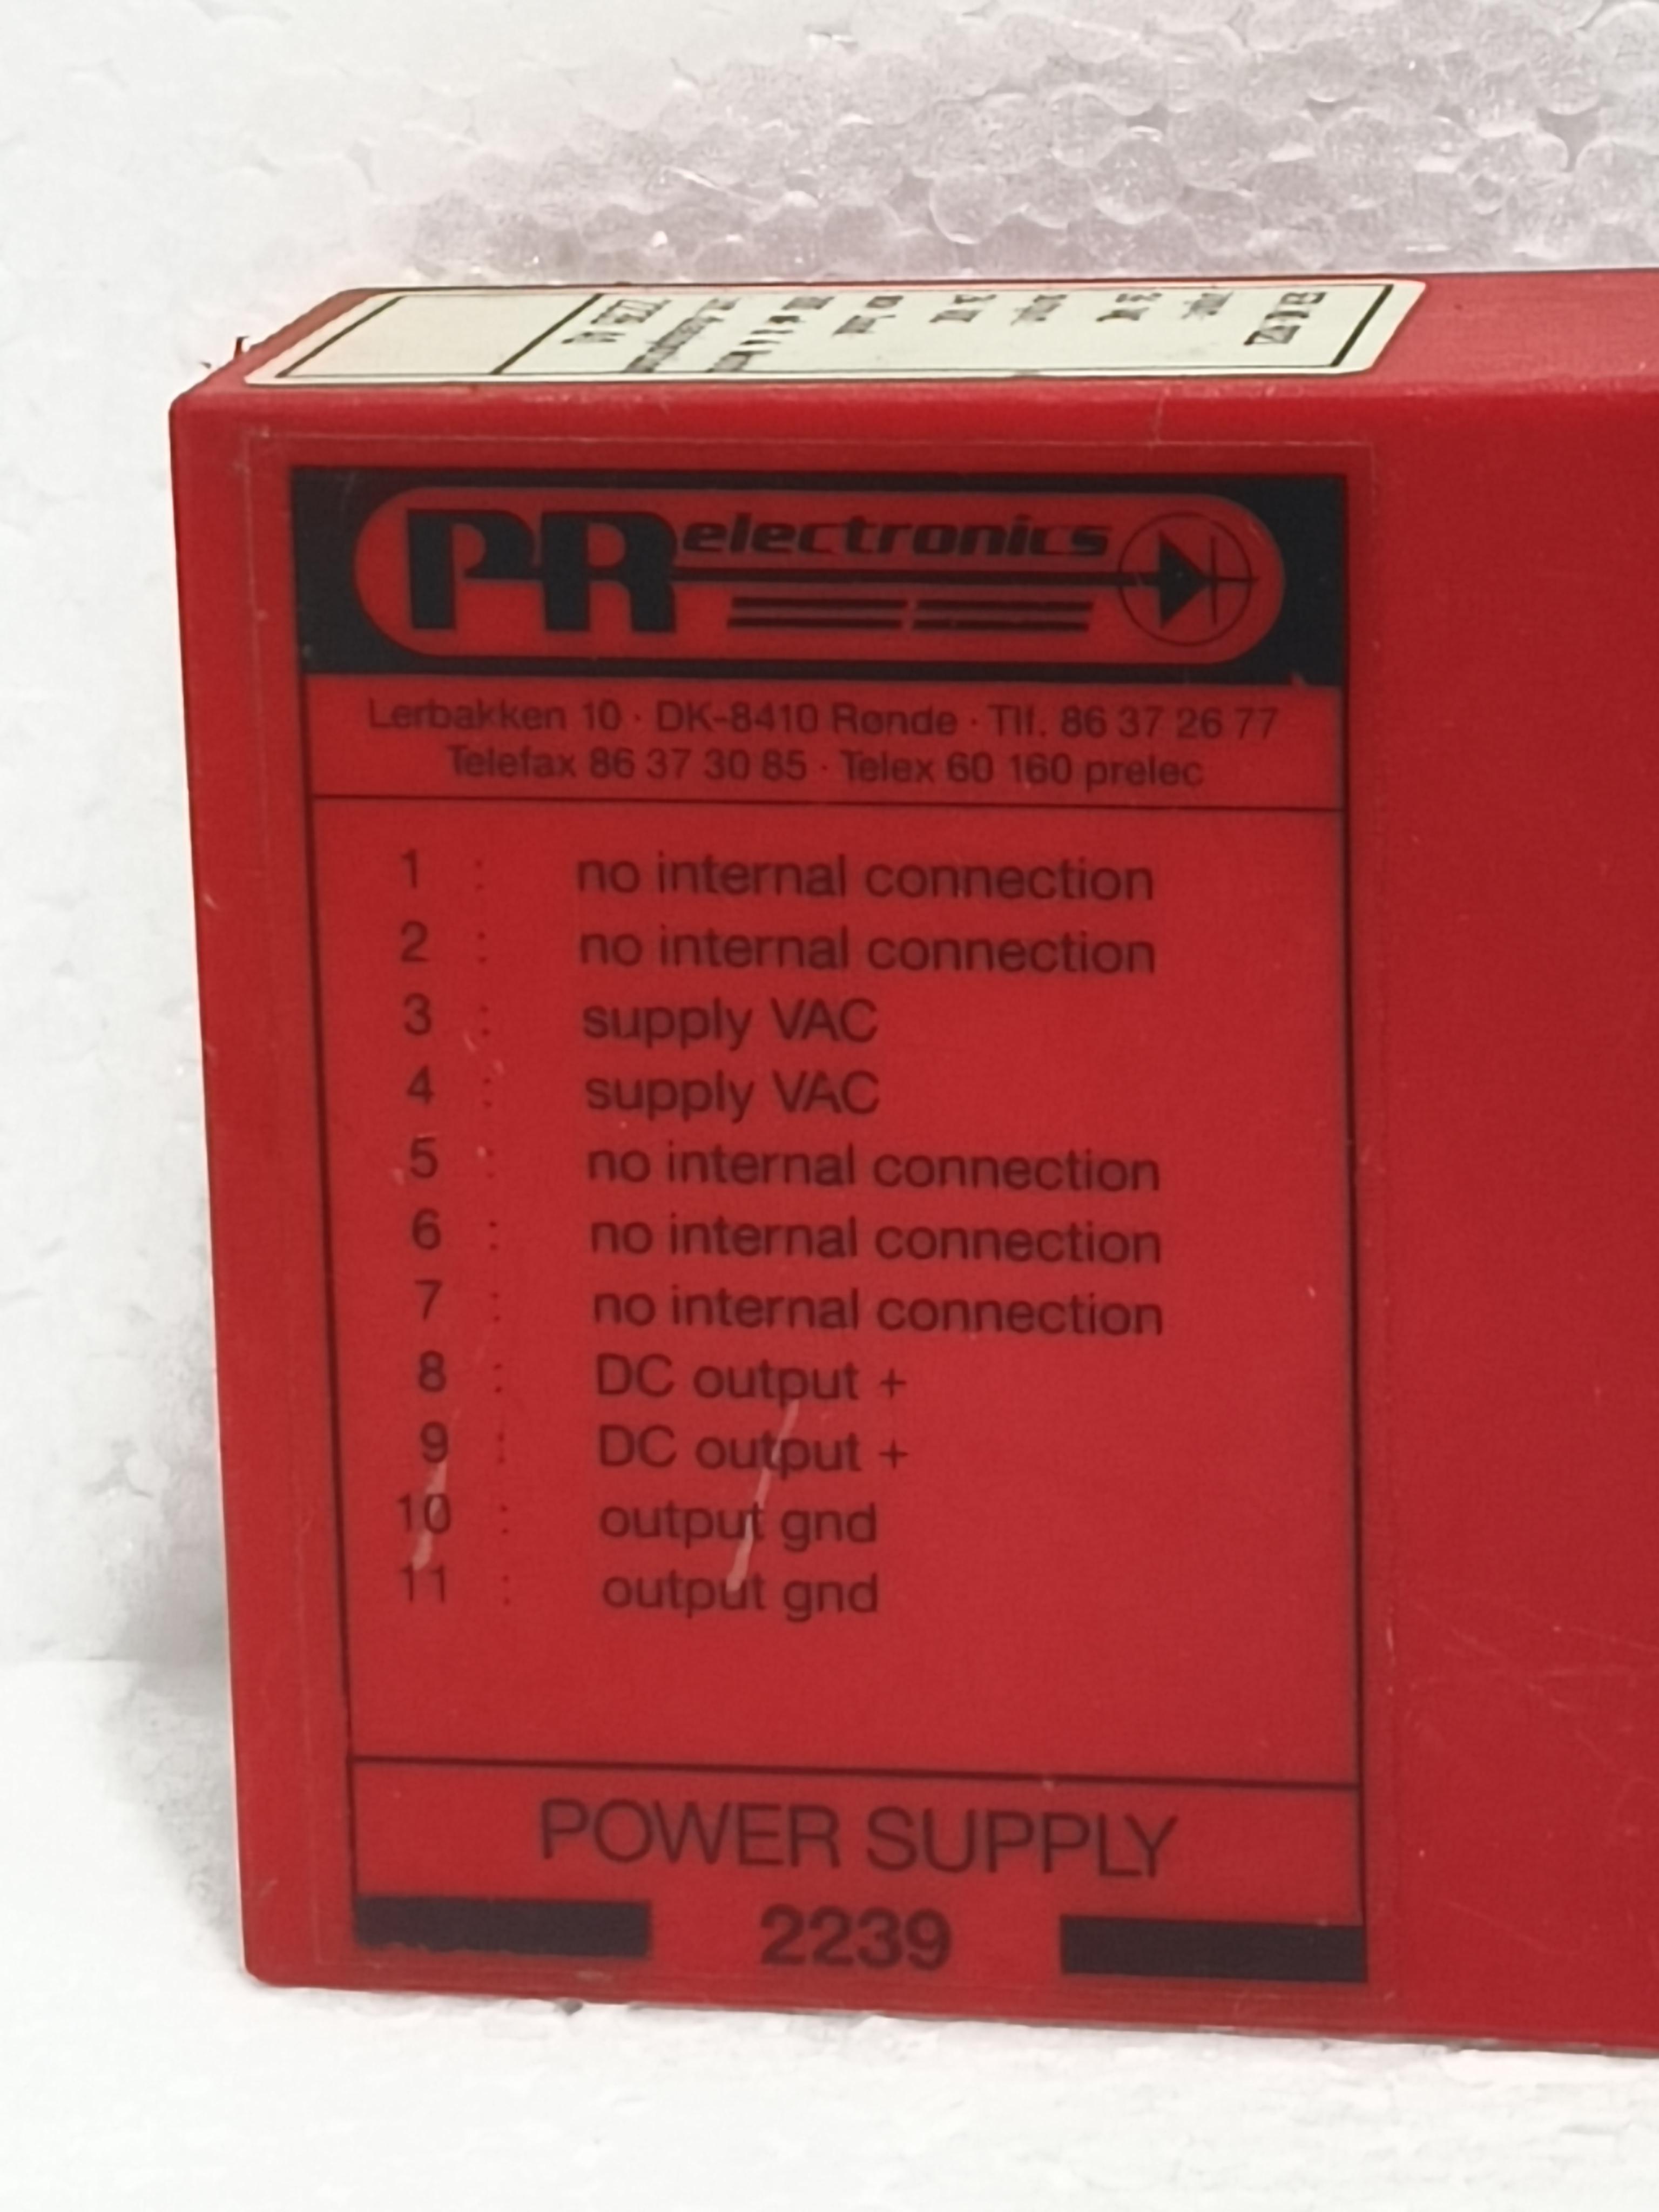 PR electronics
Lerbakken 10 · DK-8410 Rønde · Tlf. 86 37 26 77
Telefax 86 37 30 85 · Telex 60 160 prelec
1 : no internal connection
2 : no internal connection
3 : supply VAC
4 : supply VAC
5 : no internal connection
6 : no internal connection
7 : no internal connection
8 : DC output +
9 : DC output +
10 : output gnd
11 : output gnd
POWER SUPPLY
2239